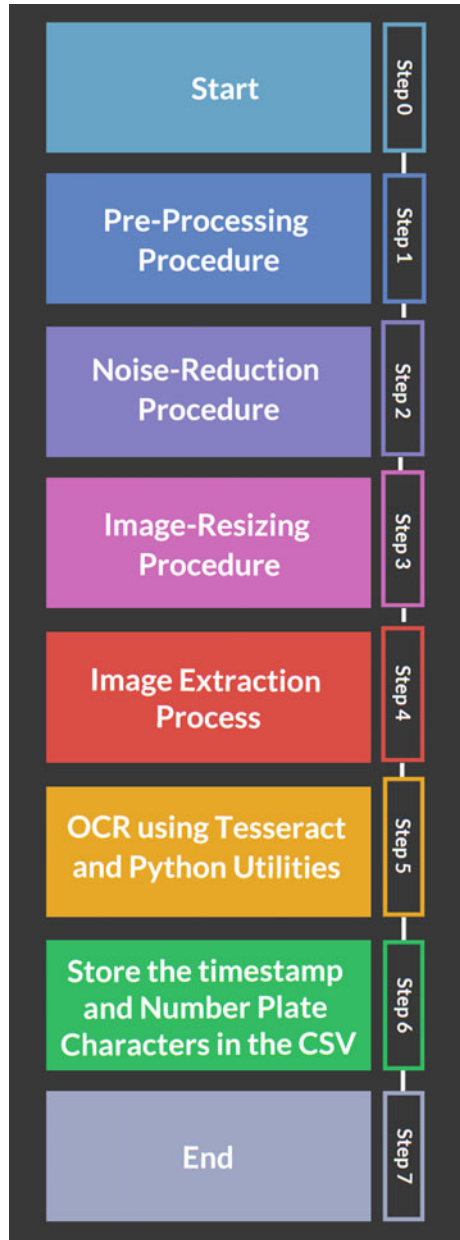 Start
Step 0
Pre-Processing
Procedure
Step 1
Noise-Reduction
Procedure
Step 2
Image-Resizing
Procedure
Step 3
Image Extraction
Process
Step 4
OCR using Tesseract
and Python Utilities
Step 5
Store the timestamp
and Number Plate
Characters in the CSV
Step 6
End
Step 7